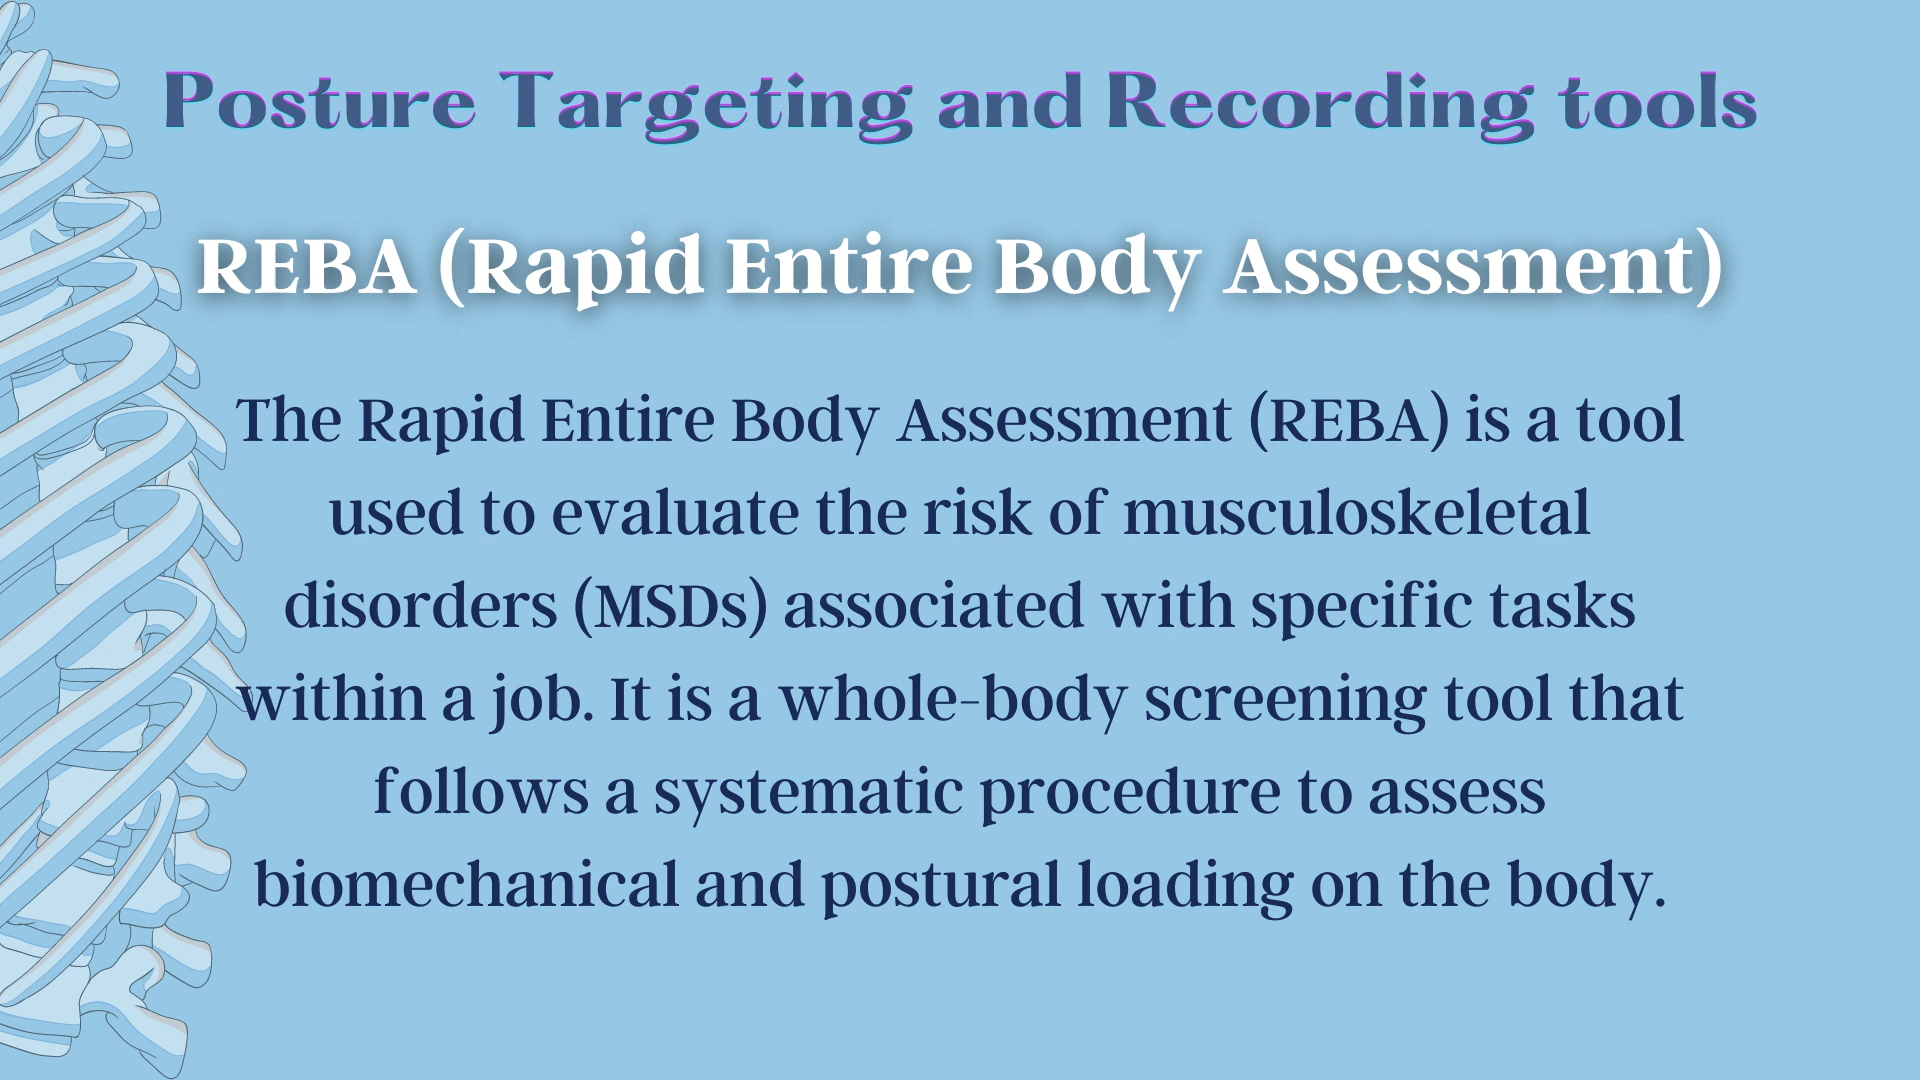 Posture Targeting and Recording tools
REBA (Rapid Entire Body Assessment)
The Rapid Entire Body Assessment (REBA) is a tool
used to evaluate the risk of musculoskeletal
disorders (MSDs) associated with specific tasks
within a job. It is a whole-body screening tool that
follows a systematic procedure to assess
biomechanical and postural loading on the body.